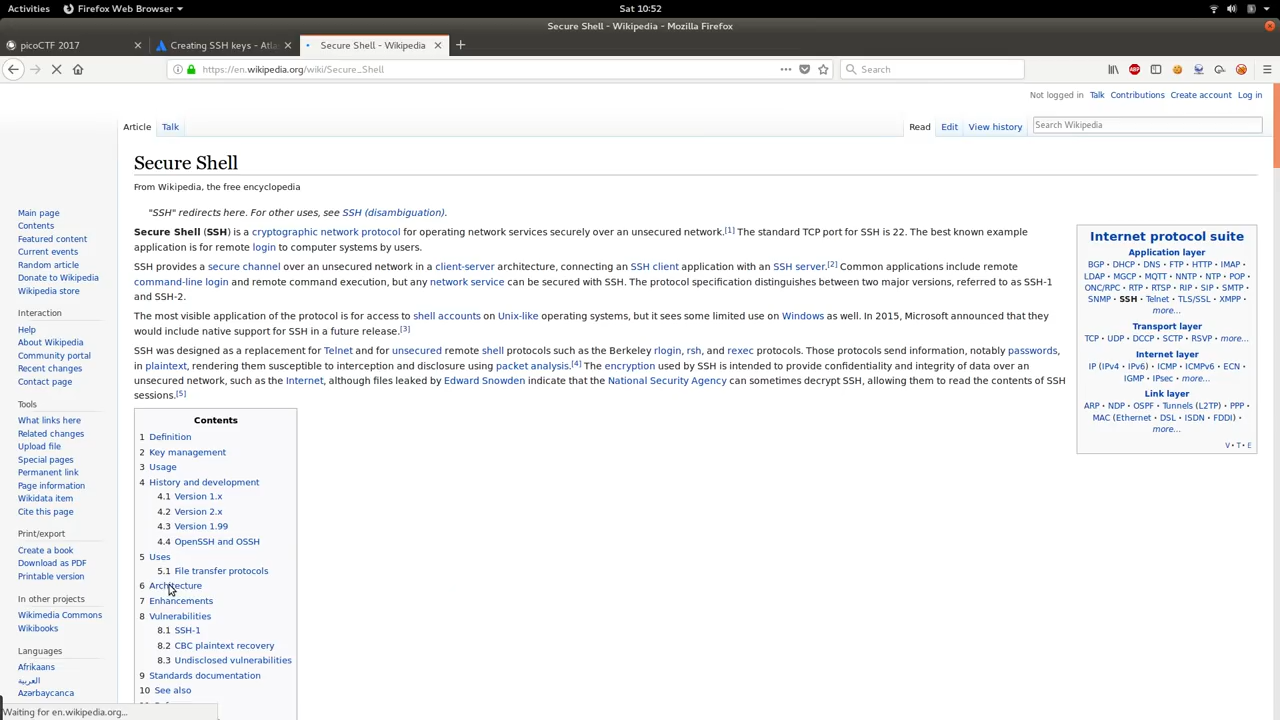 Activities Firefox Web Browser Sat 10:52
Secure Shell - Wikipedia - Mozilla Firefox
picoCTF 2017 Creating SSH keys - Atla Secure Shell - Wikipedia
https://en.wikipedia.org/wiki/Secure_Shell Search
Not logged in Talk Contributions Create account Log in
Article Talk Read Edit View history Search Wikipedia
Secure Shell
From Wikipedia, the free encyclopedia
"SSH" redirects here. For other uses, see SSH (disambiguation).
Secure Shell (SSH) is a cryptographic network protocol for operating network services securely over an unsecured network.[1] The standard TCP port for SSH is 22. The best known example
application is for remote login to computer systems by users.
SSH provides a secure channel over an unsecured network in a client-server architecture, connecting an SSH client application with an SSH server.[2] Common applications include remote
command-line login and remote command execution, but any network service can be secured with SSH. The protocol specification distinguishes between two major versions, referred to as SSH-1
and SSH-2.
The most visible application of the protocol is for access to shell accounts on Unix-like operating systems, but it sees some limited use on Windows as well. In 2015, Microsoft announced that they
would include native support for SSH in a future release.[3]
SSH was designed as a replacement for Telnet and for unsecured remote shell protocols such as the Berkeley rlogin, rsh, and rexec protocols. Those protocols send information, notably passwords,
in plaintext, rendering them susceptible to interception and disclosure using packet analysis.[4] The encryption used by SSH is intended to provide confidentiality and integrity of data over an
unsecured network, such as the Internet, although files leaked by Edward Snowden indicate that the National Security Agency can sometimes decrypt SSH, allowing them to read the contents of SSH
sessions.[5]
Internet protocol suite
Application layer
BGP • DHCP • DNS • FTP • HTTP • IMAP •
LDAP • MGCP • MQTT • NNTP • NTP • POP •
ONC/RPC • RTP • RTSP • RIP • SIP • SMTP •
SNMP • SSH • Telnet • TLS/SSL • XMPP •
more...
Transport layer
TCP • UDP • DCCP • SCTP • RSVP • more...
Internet layer
IP (IPv4 • IPv6) • ICMP • ICMPv6 • ECN •
IGMP • IPsec • more...
Link layer
ARP • NDP • OSPF • Tunnels (L2TP) • PPP •
MAC (Ethernet • DSL • ISDN • FDDI) •
more...
V • T • E
Contents
1 Definition
2 Key management
3 Usage
4 History and development
4.1 Version 1.x
4.2 Version 2.x
4.3 Version 1.99
4.4 OpenSSH and OSSH
5 Uses
5.1 File transfer protocols
6 Architecture
7 Enhancements
8 Vulnerabilities
8.1 SSH-1
8.2 CBC plaintext recovery
8.3 Undisclosed vulnerabilities
9 Standards documentation
10 See also
Main page
Contents
Featured content
Current events
Random article
Donate to Wikipedia
Wikipedia store
Interaction
Help
About Wikipedia
Community portal
Recent changes
Contact page
Tools
What links here
Related changes
Upload file
Special pages
Permanent link
Page information
Wikidata item
Cite this page
Print/export
Create a book
Download as PDF
Printable version
In other projects
Wikimedia Commons
Wikibooks
Languages
Afrikaans
العربية
Azərbaycanca
Waiting for en.wikipedia.org...